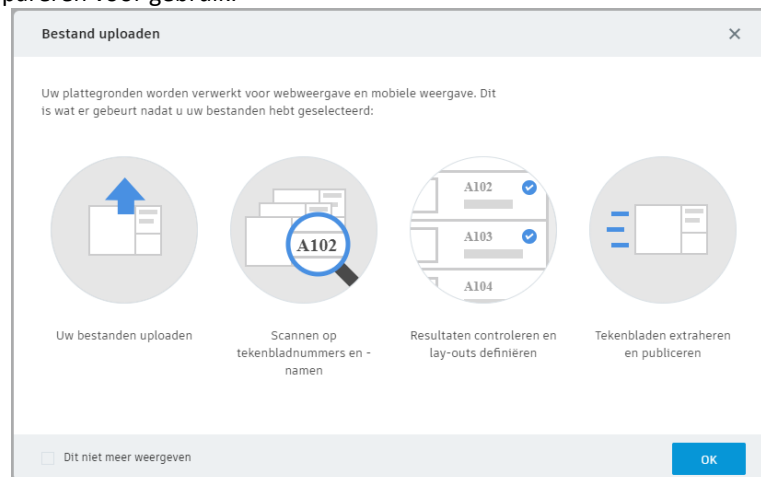 voor gebruik.
Bestand uploaden
Uw plattegronden worden verwerkt voor webweergave en mobiele weergave. Dit
is wat er gebeurt nadat u uw bestanden hebt geselecteerd:
A102
A102
A103
A104
Uw bestanden uploaden
Scannen op
tekenbladnummers en -
namen
Resultaten controleren en
lay-outs definiëren
Tekenbladen extraheren
en publiceren
Dit niet meer weergeven
OK